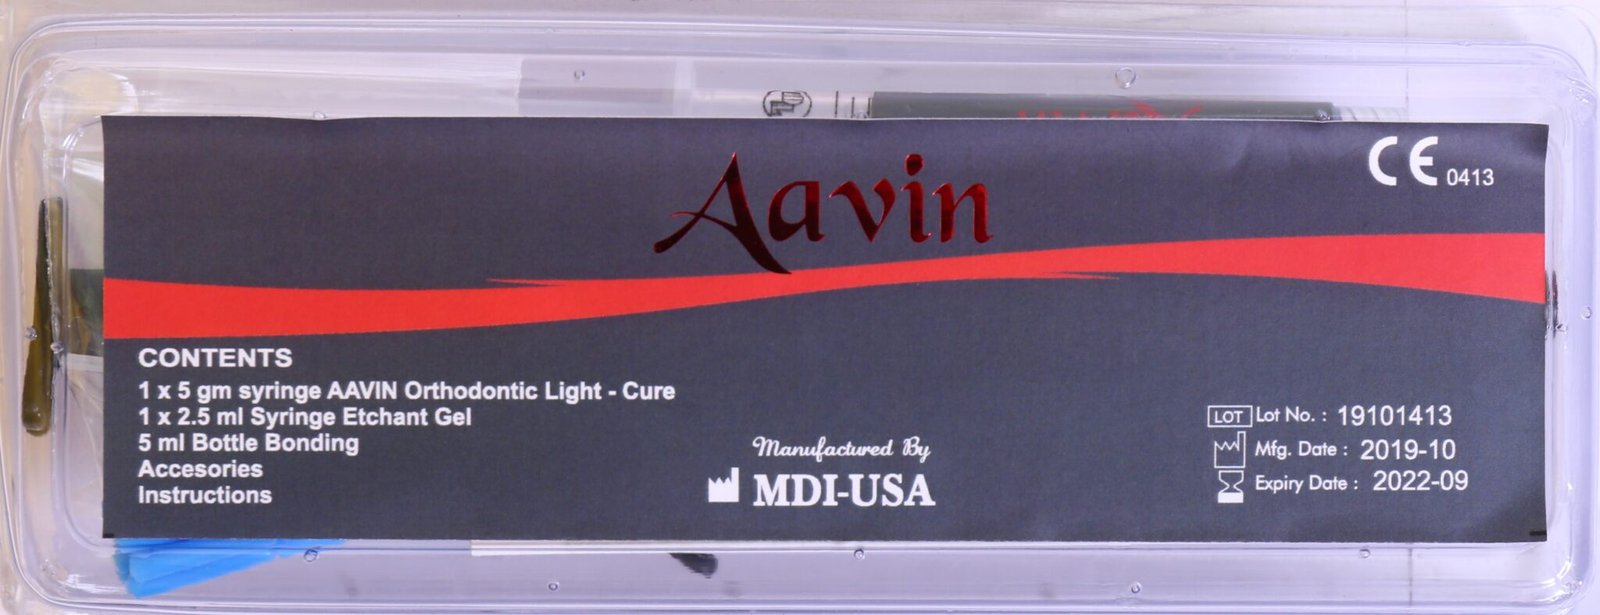 Aavin
CE 0413
CONTENTS
1 x 5 gm syringe AAVIN Orthodontic Light - Cure
1 x 2.5 ml Syringe Etchant Gel
5 ml Bottle Bonding
Accesories
Instructions
Manufactured By
MDI-USA
LOT Lot No. : 19101413
Mfg. Date : 2019-10
Expiry Date : 2022-09